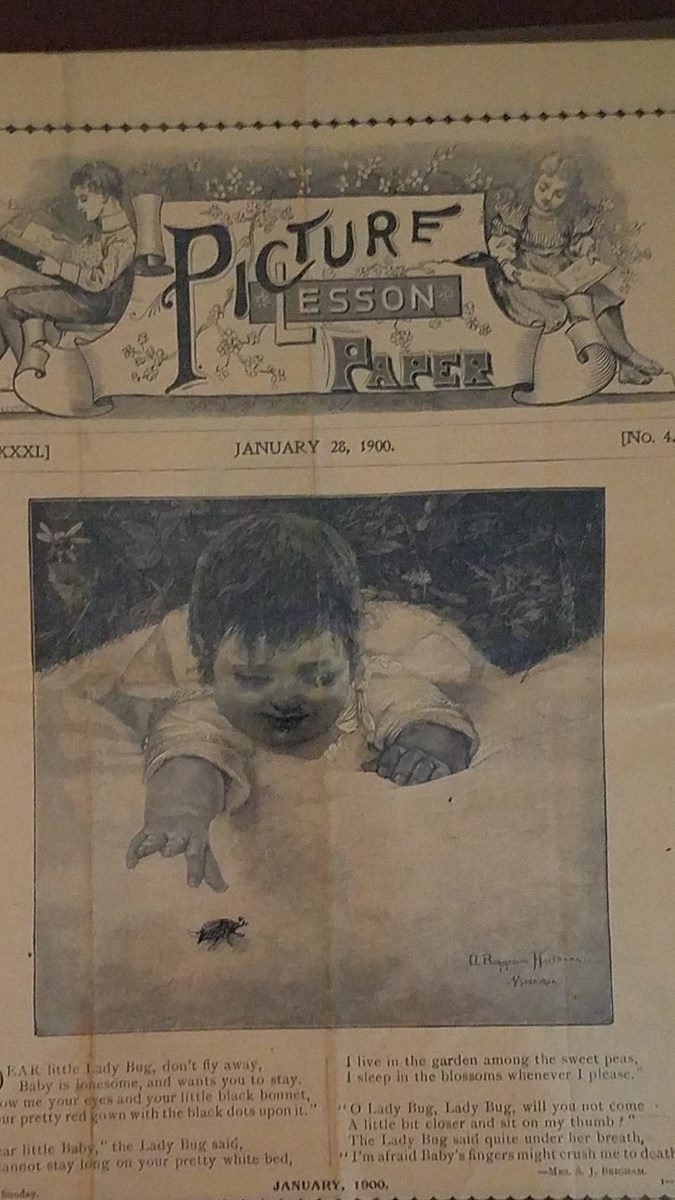 PICTURE
LESSON
PAPER
XXXI.]
JANUARY 28, 1900.
[No. 4.
EAR little Lady Bug, don't fly away,
Baby is lonesome, and wants you to stay.
ow me your eyes and your little black bonnet,
ur pretty red gown with the black dots upon it."
ar little Baby," the Lady Bug said,
annot stay long on your pretty white bed,
I live in the garden among the sweet peas,
I sleep in the blossoms whenever I please."
"O Lady Bug, Lady Bug, will you not come
A little bit closer and sit on my thumb?"
The Lady Bug said quite under her breath,
"I'm afraid Baby's fingers might crush me to death
—MRS. S. J. BRIGHAM.
Sunday.
JANUARY, 1900.
1—